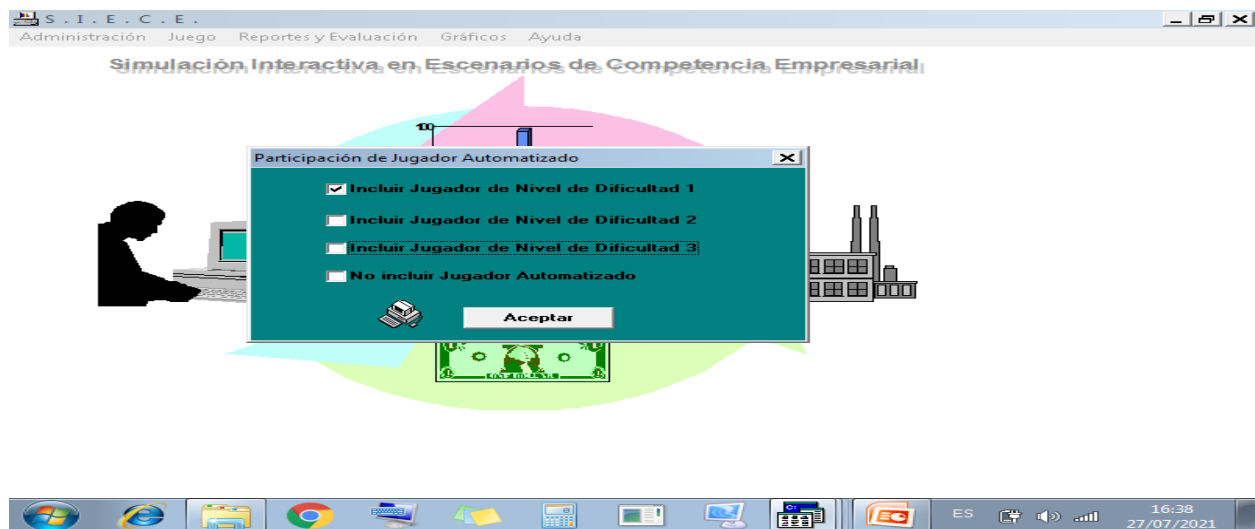 S . I . E . C . E .
Administración Juego Reportes y Evaluación Gráficos Ayuda
Simulación Interactiva en Escenarios de Competencia Empresarial
100
Participación de Jugador Automatizado
Incluir Jugador de Nivel de Dificultad 1
Incluir Jugador de Nivel de Dificultad 2
Incluir Jugador de Nivel de Dificultad 3
No incluir Jugador Automatizado
Aceptar
ONE DOLLAR
ES
16:38
27/07/2021